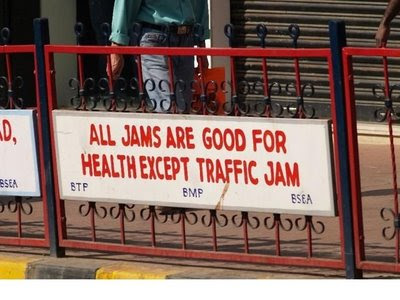 AD,
BSEA
ALL JAMS ARE GOOD FOR
HEALTH EXCEPT TRAFFIC JAM
BTP BMP BSEA